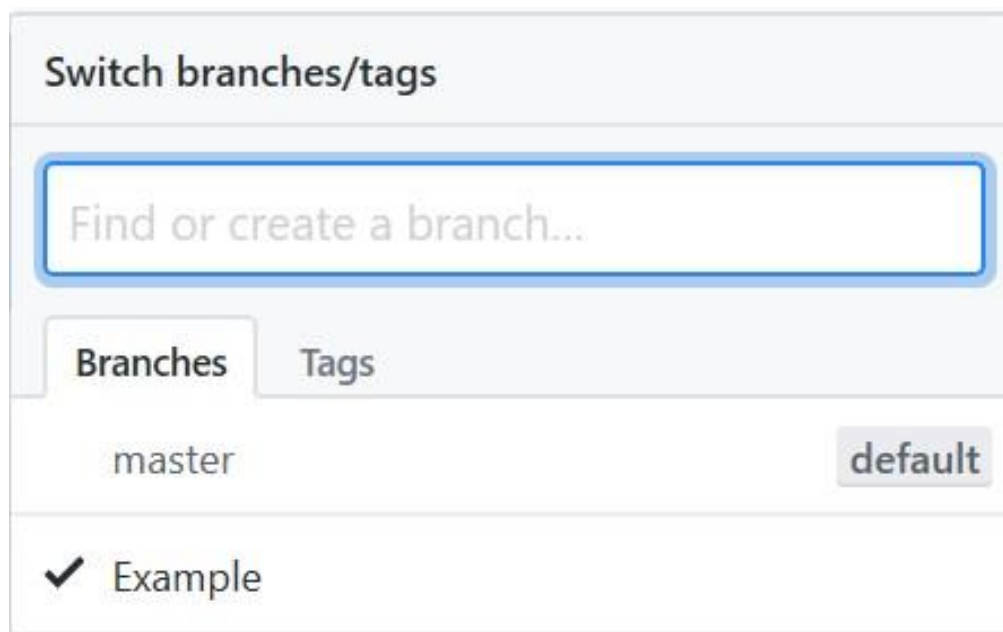 Switch branches/tags
Find or create a branch...
Branches Tags
master default
Example